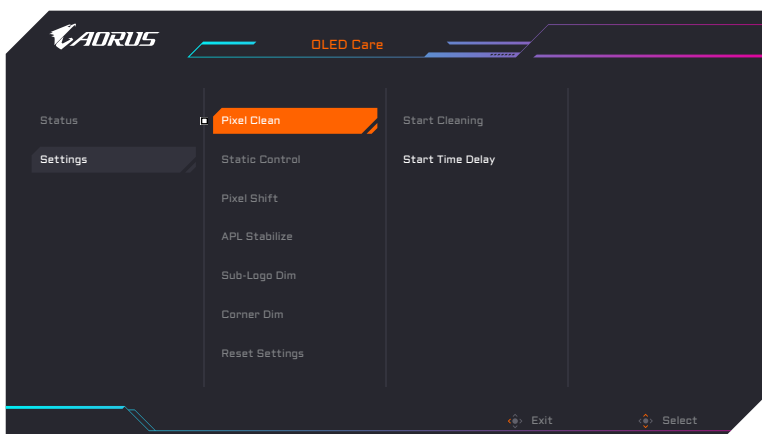 AORUS
OLED Care
Status
Settings
Pixel Clean
Static Control
Pixel Shift
APL Stabilize
Sub-Logo Dim
Corner Dim
Reset Settings
Start Cleaning
Start Time Delay
Exit
Select